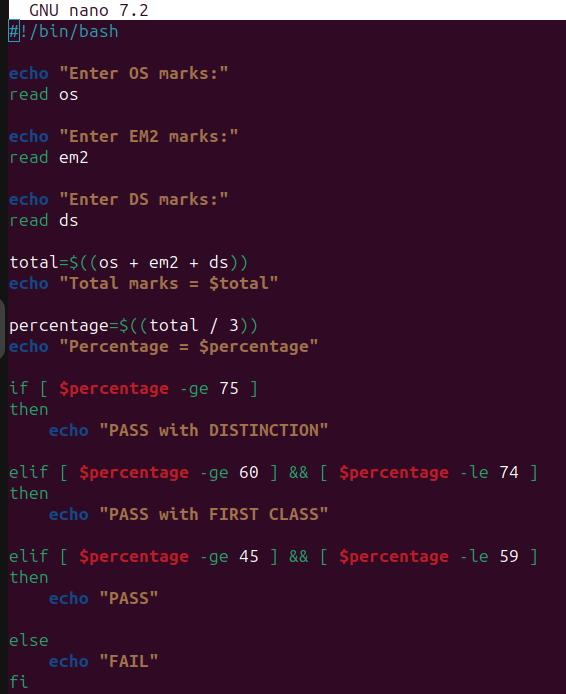 GNU nano 7.2
#!/bin/bash
echo "Enter OS marks:"
read os
echo "Enter EM2 marks:"
read em2
echo "Enter DS marks:"
read ds
total=$((os + em2 + ds))
echo "Total marks = $total"
percentage=$((total / 3))
echo "Percentage = $percentage"
if [ $percentage -ge 75 ]
then
    echo "PASS with DISTINCTION"
elif [ $percentage -ge 60 ] && [ $percentage -le 74 ]
then
    echo "PASS with FIRST CLASS"
elif [ $percentage -ge 45 ] && [ $percentage -le 59 ]
then
    echo "PASS"
else
    echo "FAIL"
fi